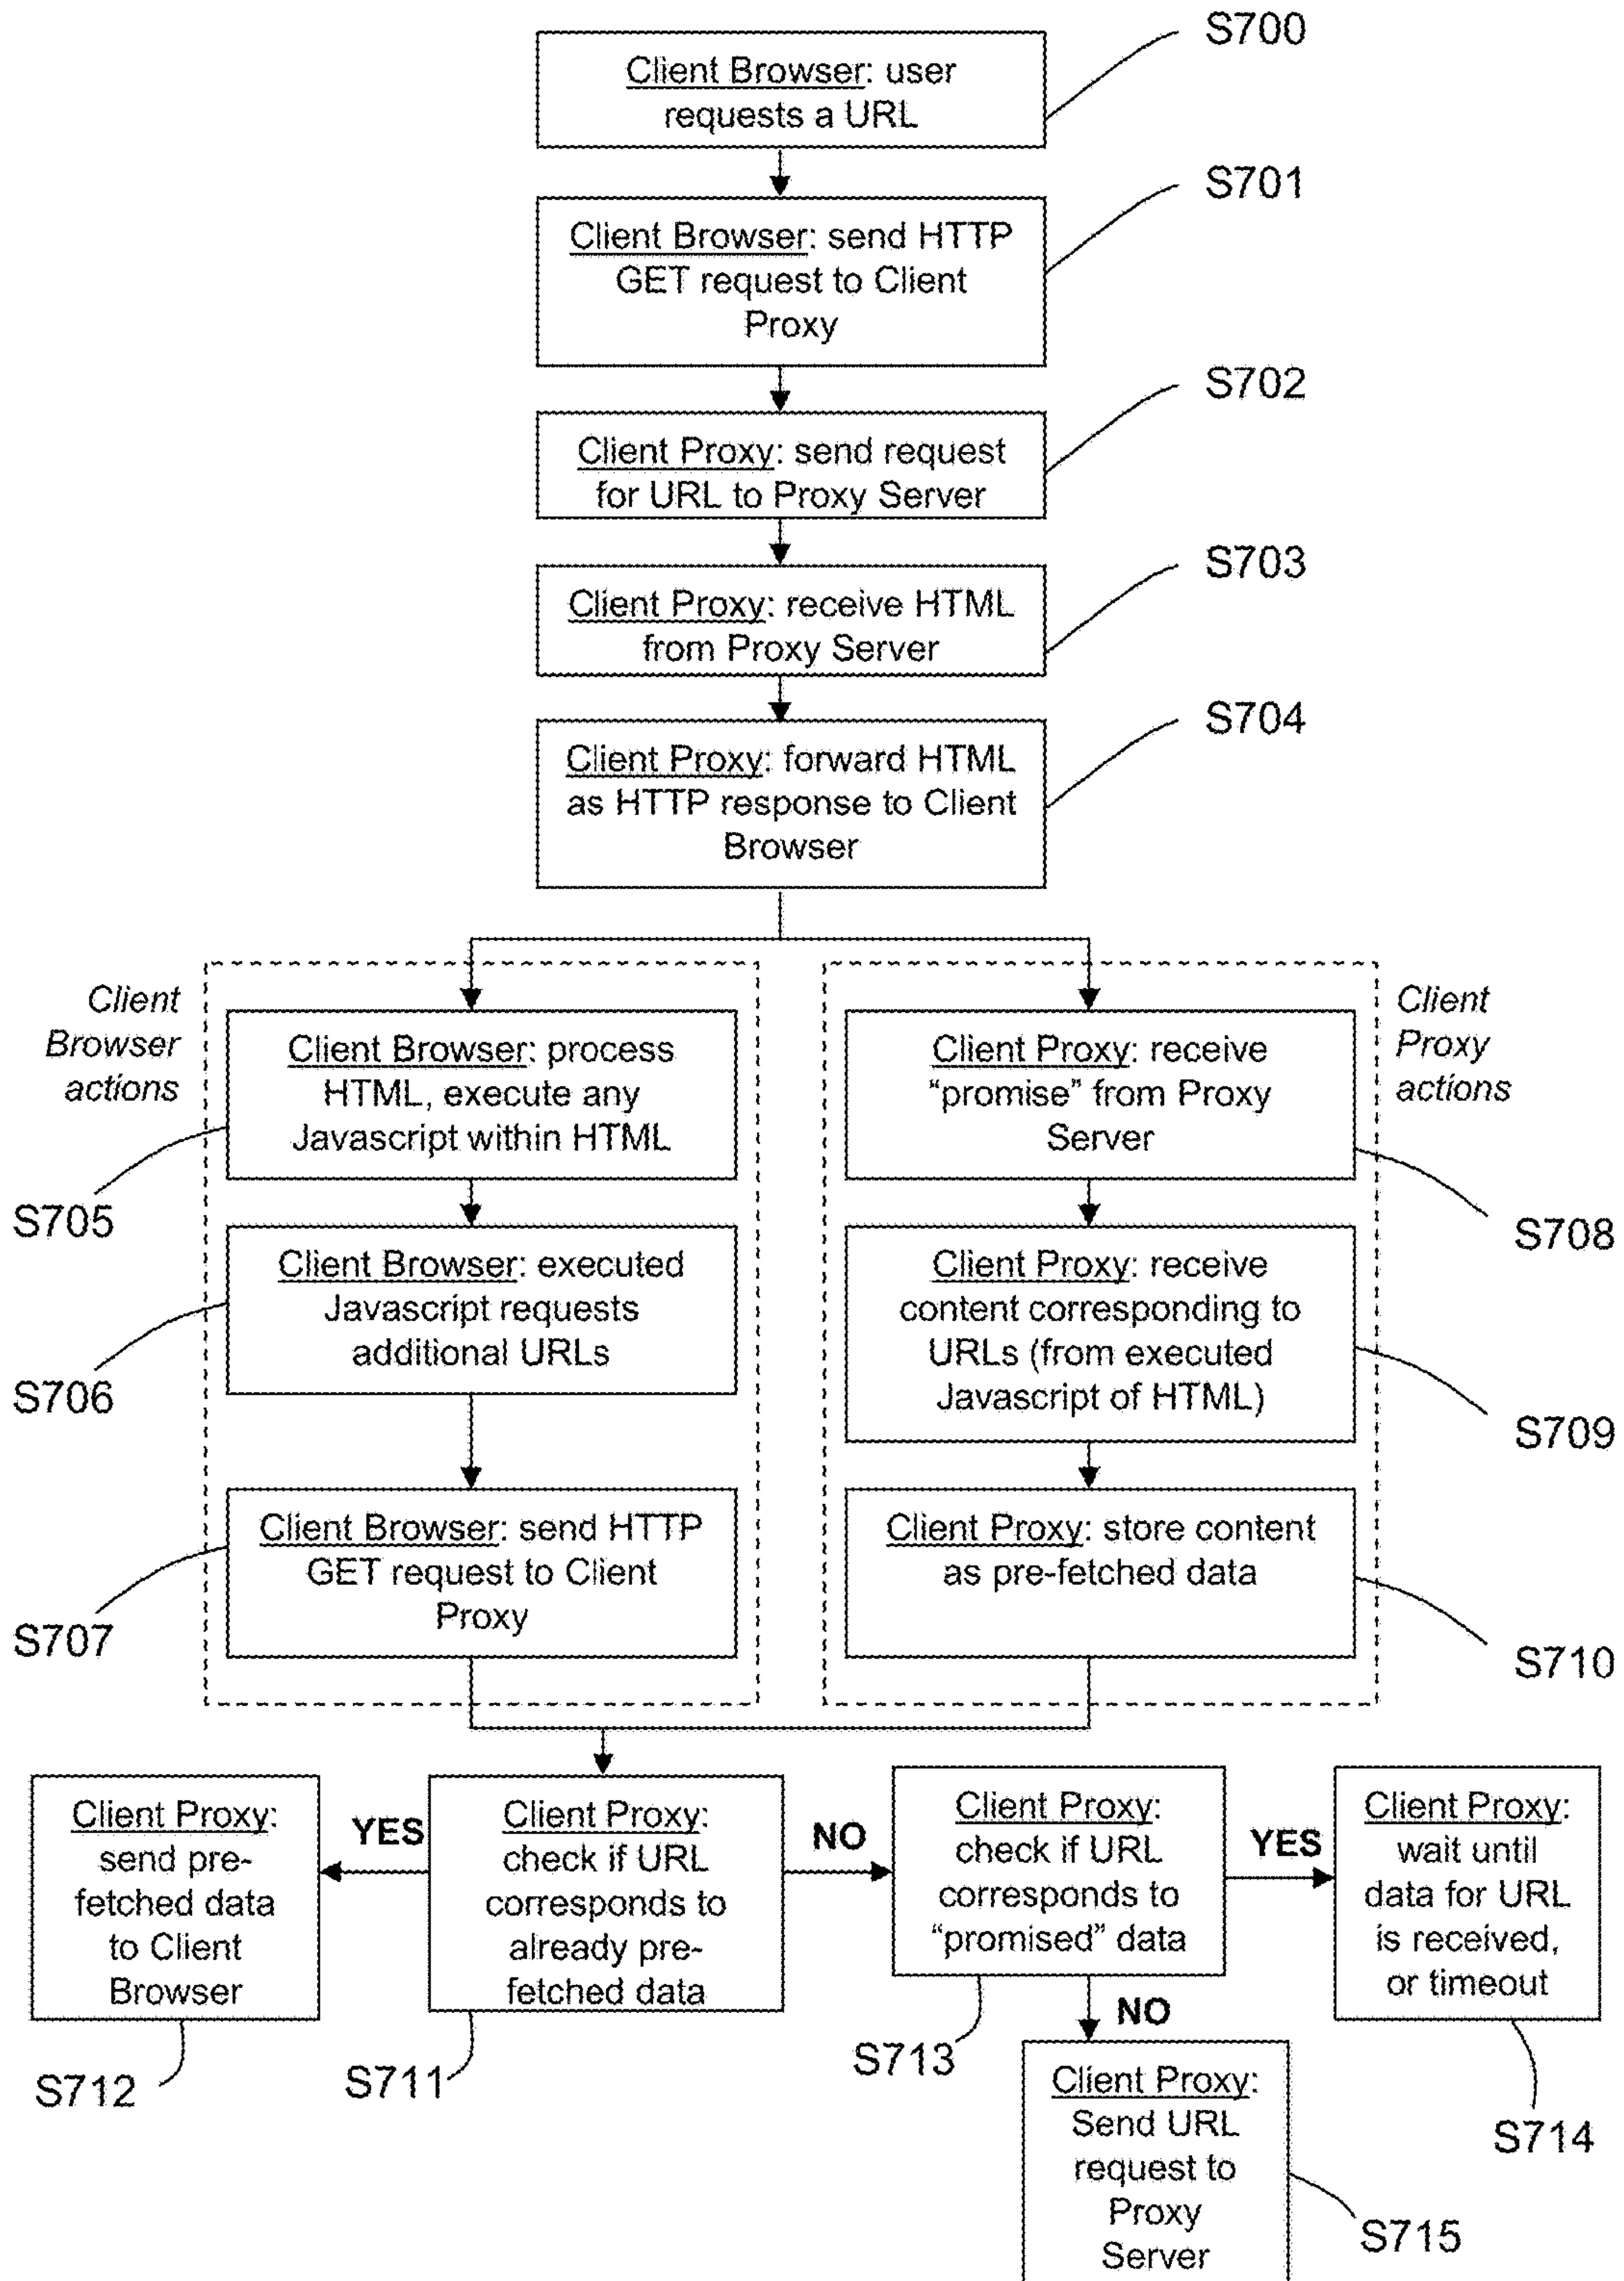 S700
Client Browser: user
requests a URL
S701
Client Browser: send HTTP
GET request to Client
Proxy
S702
Client Proxy: send request
for URL to Proxy Server
S703
Client Proxy: receive HTML
from Proxy Server
S704
Client Proxy: forward HTML
as HTTP response to Client
Browser
Client
Browser
actions
Client Browser: process
HTML, execute any
Javascript within HTML
S705
Client Browser: executed
Javascript requests
additional URLs
S706
Client Browser: send HTTP
GET request to Client
Proxy
S707
Client
Proxy
actions
Client Proxy: receive
“promise” from Proxy
Server
S708
Client Proxy: receive
content corresponding to
URLs (from executed
Javascript of HTML)
S709
Client Proxy: store content
as pre-fetched data
S710
Client Proxy:
send pre-
fetched data
to Client
Browser
S712
YES
Client Proxy:
check if URL
corresponds to
already pre-
fetched data
S711
NO
Client Proxy:
check if URL
corresponds to
“promised” data
S713
YES
Client Proxy:
wait until
data for URL
is received,
or timeout
S714
NO
Client Proxy:
Send URL
request to
Proxy
Server
S715